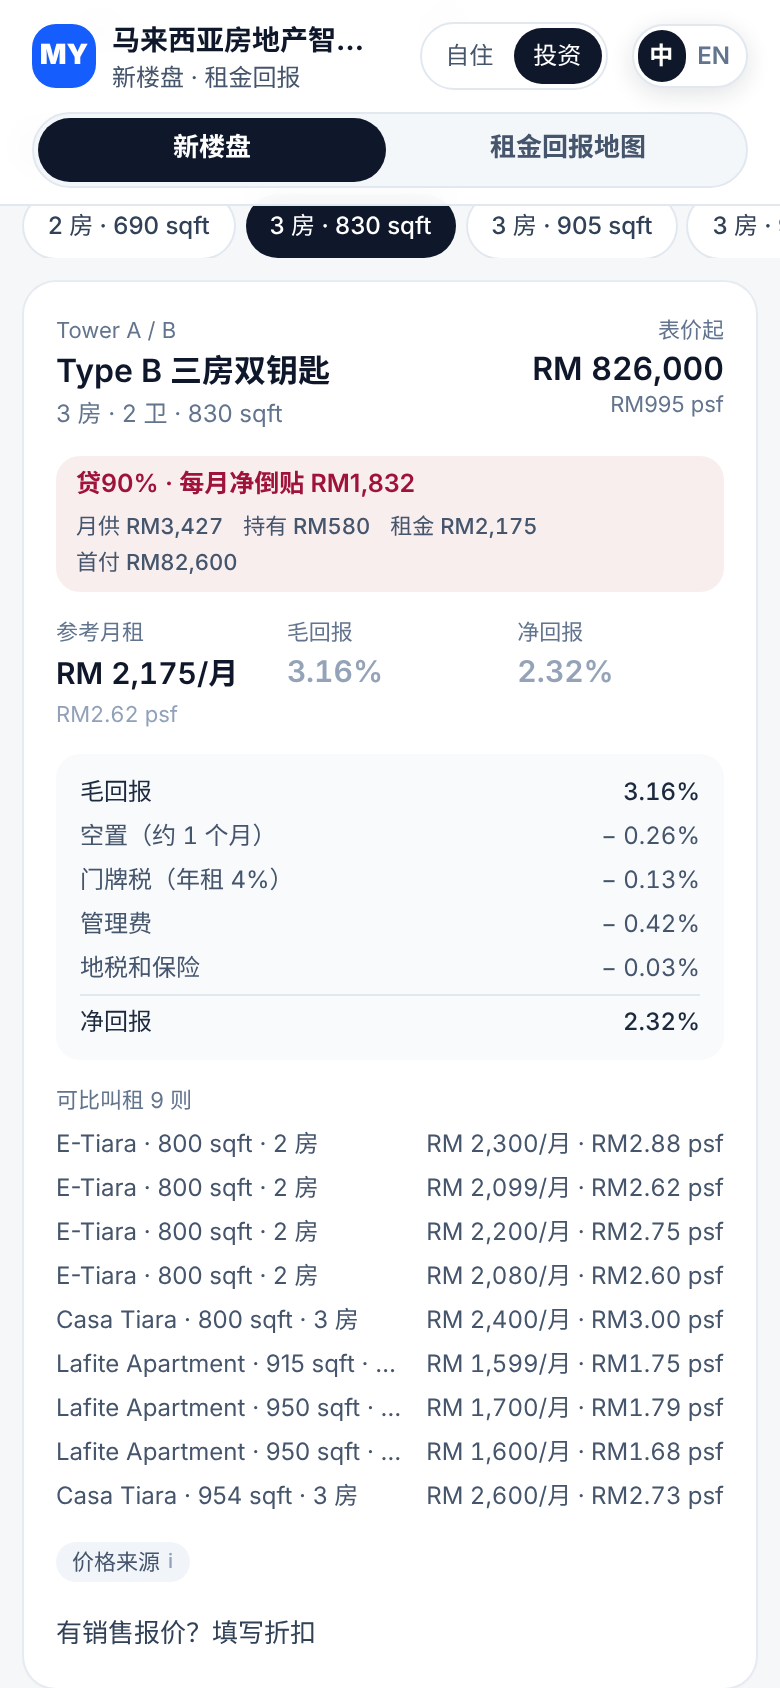 MY
马来西亚房地产智...
新楼盘 · 租金回报
自住
投资
中
EN
新楼盘
租金回报地图
2 房 · 690 sqft
3 房 · 830 sqft
3 房 · 905 sqft
3 房 ·
Tower A / B
表价起
Type B 三房双钥匙
RM 826,000
3 房 · 2 卫 · 830 sqft
RM995 psf
贷90% · 每月净倒贴 RM1,832
月供 RM3,427 持有 RM580 租金 RM2,175
首付 RM82,600
参考月租
毛回报
净回报
RM 2,175/月
3.16%
2.32%
RM2.62 psf
毛回报 3.16%
空置（约 1 个月） − 0.26%
门牌税（年租 4%） − 0.13%
管理费 − 0.42%
地税和保险 − 0.03%
净回报 2.32%
可比叫租 9 则
E-Tiara · 800 sqft · 2 房 RM 2,300/月 · RM2.88 psf
E-Tiara · 800 sqft · 2 房 RM 2,099/月 · RM2.62 psf
E-Tiara · 800 sqft · 2 房 RM 2,200/月 · RM2.75 psf
E-Tiara · 800 sqft · 2 房 RM 2,080/月 · RM2.60 psf
Casa Tiara · 800 sqft · 3 房 RM 2,400/月 · RM3.00 psf
Lafite Apartment · 915 sqft · ... RM 1,599/月 · RM1.75 psf
Lafite Apartment · 950 sqft · ... RM 1,700/月 · RM1.79 psf
Lafite Apartment · 950 sqft · ... RM 1,600/月 · RM1.68 psf
Casa Tiara · 954 sqft · 3 房 RM 2,600/月 · RM2.73 psf
价格来源 i
有销售报价？填写折扣